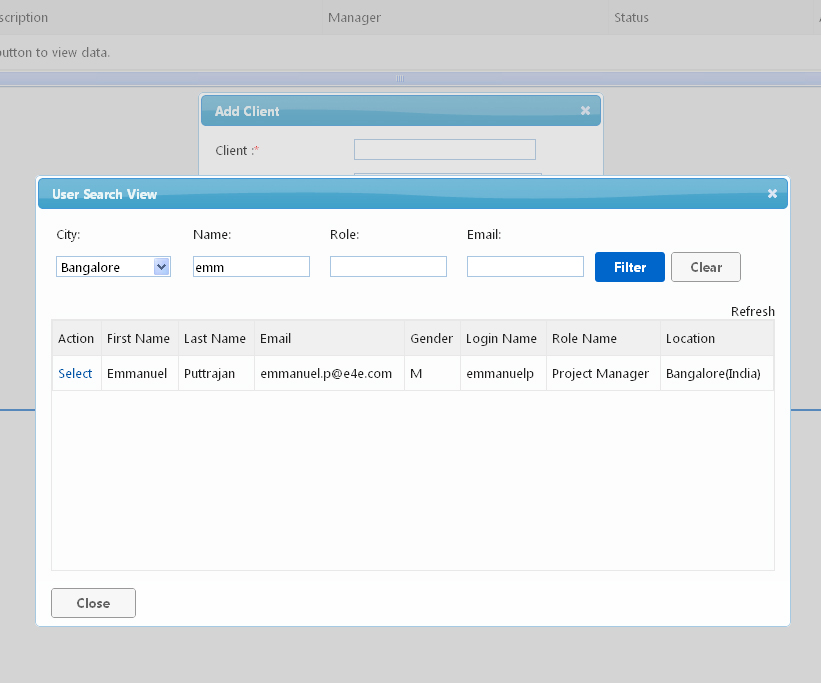 scription Manager Status
button to view data.
Add Client
Client :*
User Search View
City: Name: Role: Email:
Bangalore emm Filter Clear
Refresh
Action First Name Last Name Email Gender Login Name Role Name Location
Select Emmanuel Puttrajan emmanuel.p@e4e.com M emmanuelp Project Manager Bangalore(India)
Close